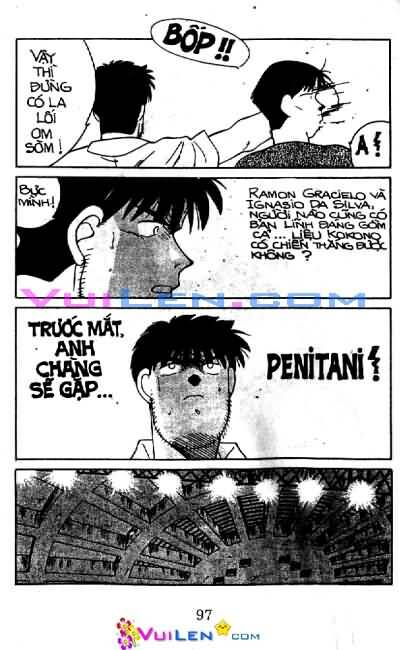 BỐP!!
VẬY
THÌ
ĐỪNG
CÓ LA
LỐI
OM
SÒM!
A!
BỰC
MÌNH!
RAMON GRACIELO VÀ
IGNASIO DA SILVA,
NGƯỜI NÀO CŨNG CÓ
BẢN LĨNH ĐÁNG GỜM
CẢ... LIỆU KOKONO
CÓ CHIẾN THẮNG ĐƯỢC
KHÔNG?
VUILEN.COM
TRƯỚC MẮT,
ANH
CHÀNG
SẼ GẶP...
PENITANI!
97
VUILEN
.COM